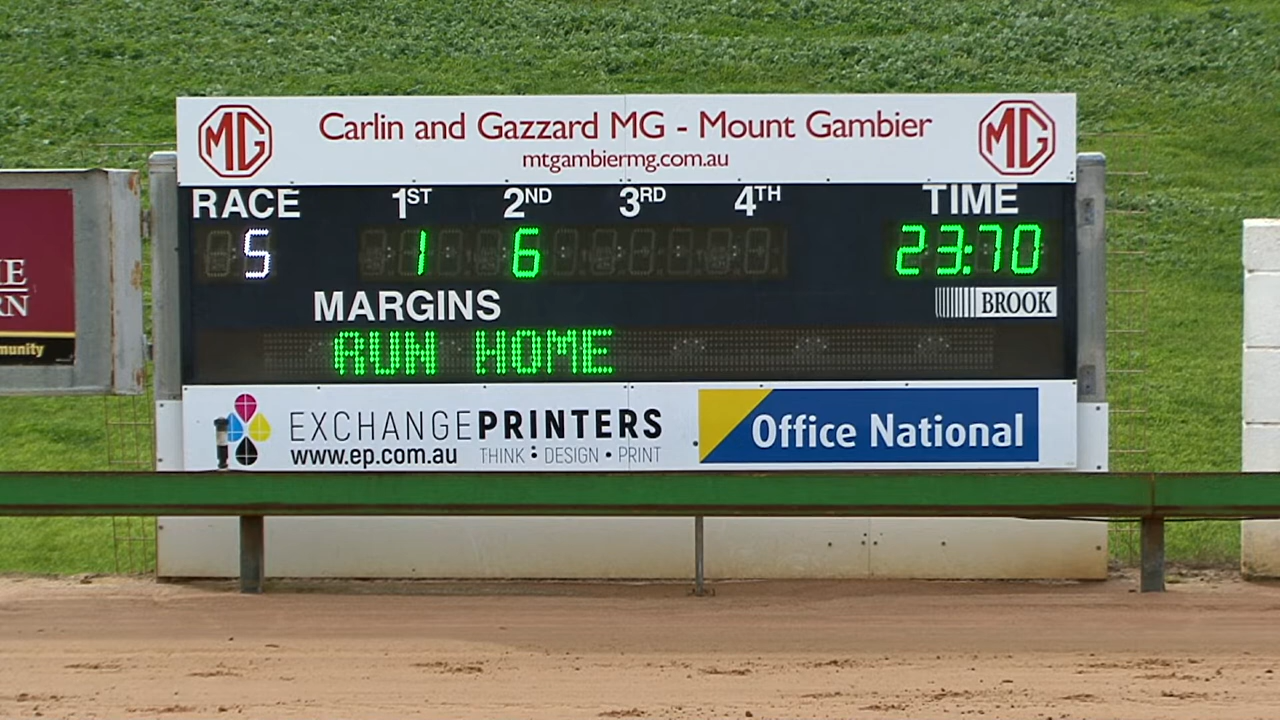 MG Carlin and Gazzard MG - Mount Gambier MG
mtgambiermg.com.au
RACE 1ST 2ND 3RD 4TH TIME
5 1 6 23:70
MARGINS BROOK
RUN HOME
EXCHANGEPRINTERS Office National
www.ep.com.au THINK : DESIGN • PRINT